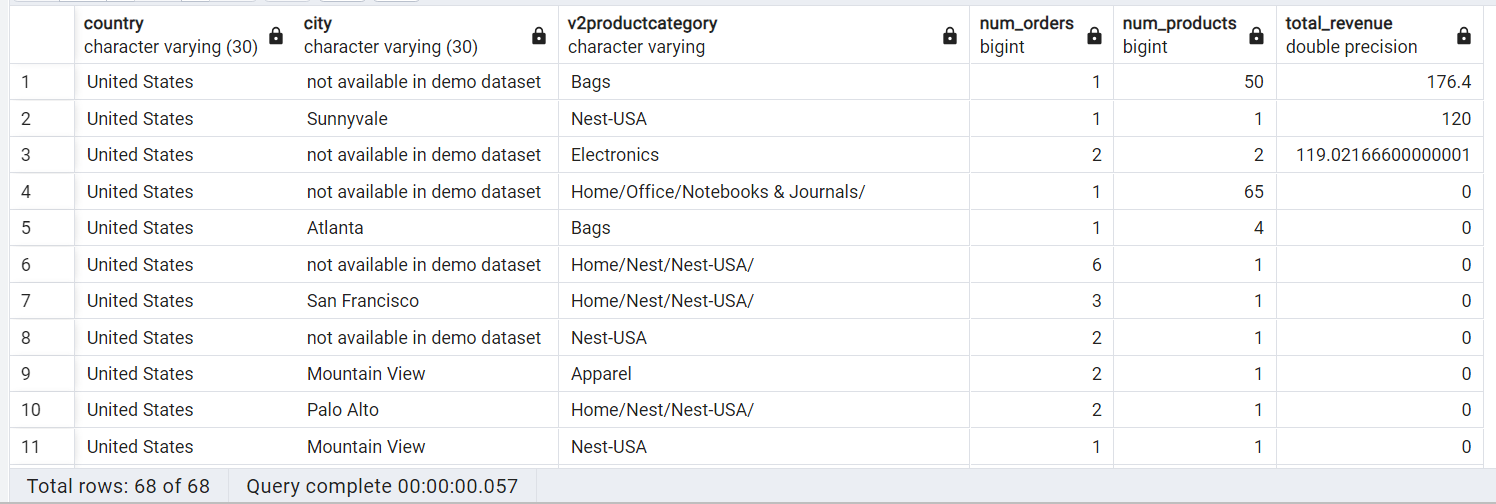 country city v2productcategory num_orders num_products total_revenue
character varying (30) character varying (30) character varying bigint bigint double precision
1 United States not available in demo dataset Bags 1 50 176.4
2 United States Sunnyvale Nest-USA 1 1 120
3 United States not available in demo dataset Electronics 2 2 119.02166600000001
4 United States not available in demo dataset Home/Office/Notebooks & Journals/ 1 65 0
5 United States Atlanta Bags 1 4 0
6 United States not available in demo dataset Home/Nest/Nest-USA/ 6 1 0
7 United States San Francisco Home/Nest/Nest-USA/ 3 1 0
8 United States not available in demo dataset Nest-USA 2 1 0
9 United States Mountain View Apparel 2 1 0
10 United States Palo Alto Home/Nest/Nest-USA/ 2 1 0
11 United States Mountain View Nest-USA 1 1 0
Total rows: 68 of 68 Query complete 00:00:00.057